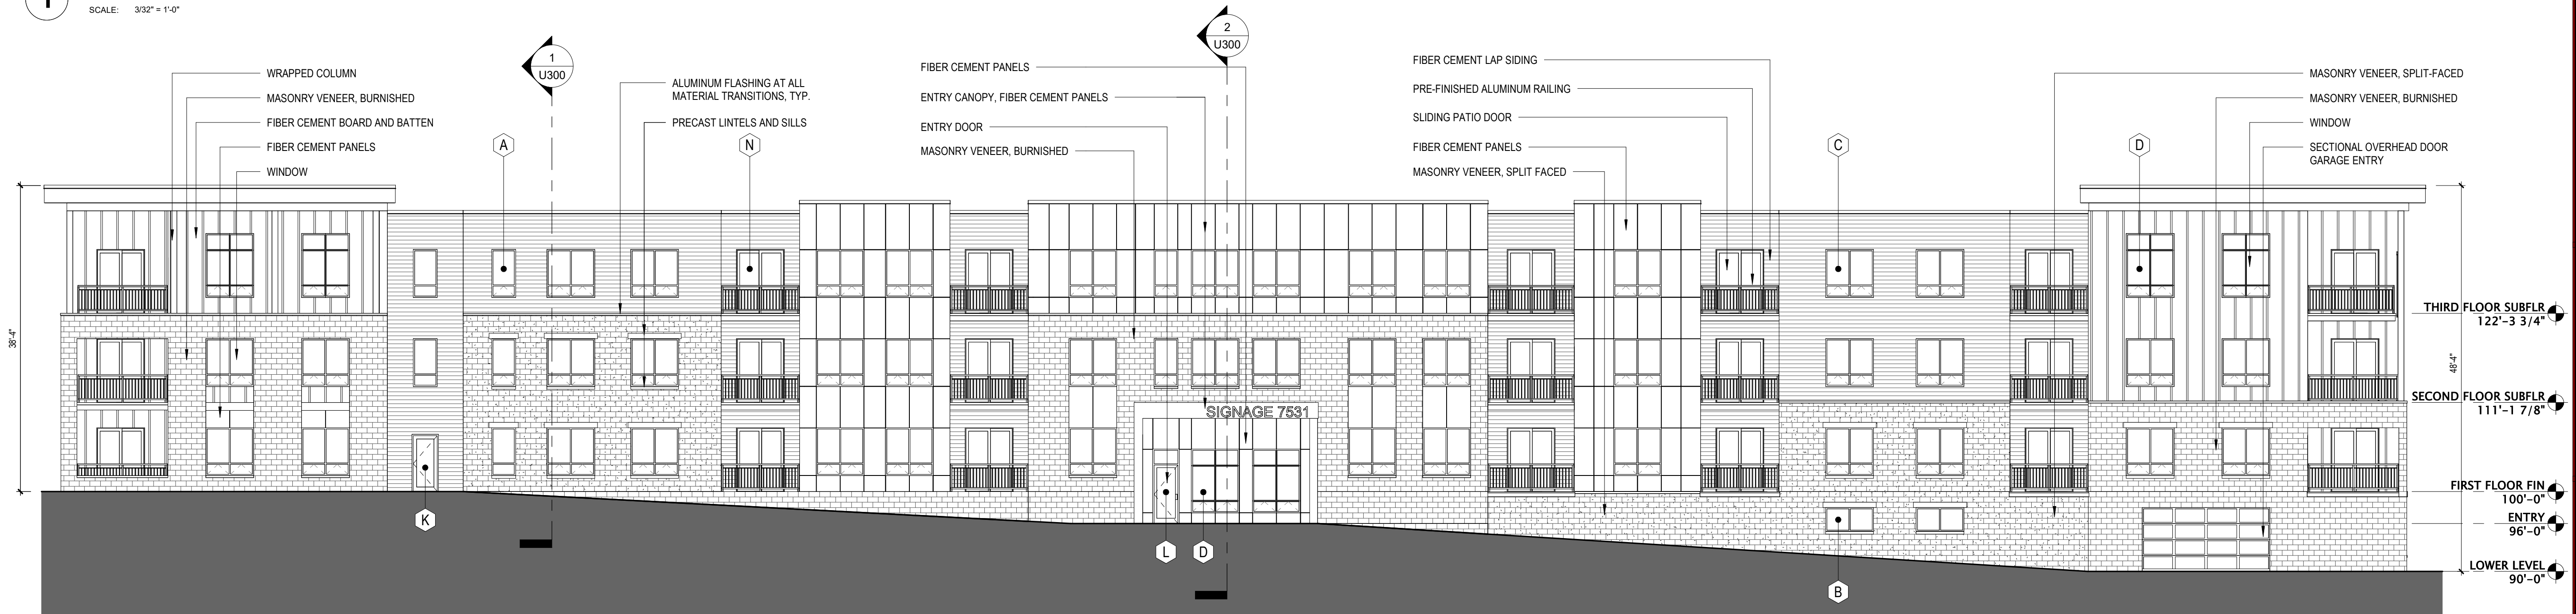 1
SCALE: 3/32" = 1'-0"
1
U300
2
U300
WRAPPED COLUMN
MASONRY VENEER, BURNISHED
FIBER CEMENT BOARD AND BATTEN
FIBER CEMENT PANELS
WINDOW
ALUMINUM FLASHING AT ALL
MATERIAL TRANSITIONS, TYP.
PRECAST LINTELS AND SILLS
FIBER CEMENT PANELS
ENTRY CANOPY, FIBER CEMENT PANELS
ENTRY DOOR
MASONRY VENEER, BURNISHED
FIBER CEMENT LAP SIDING
PRE-FINISHED ALUMINUM RAILING
SLIDING PATIO DOOR
FIBER CEMENT PANELS
MASONRY VENEER, SPLIT FACED
MASONRY VENEER, SPLIT-FACED
MASONRY VENEER, BURNISHED
WINDOW
SECTIONAL OVERHEAD DOOR
GARAGE ENTRY
A
N
C
D
38'-4"
48'4"
SIGNAGE 7531
THIRD FLOOR SUBFLR
122'-3 3/4"
SECOND FLOOR SUBFLR
111'-1 7/8"
FIRST FLOOR FIN
100'-0"
ENTRY
96'-0"
LOWER LEVEL
90'-0"
K
L
D
B